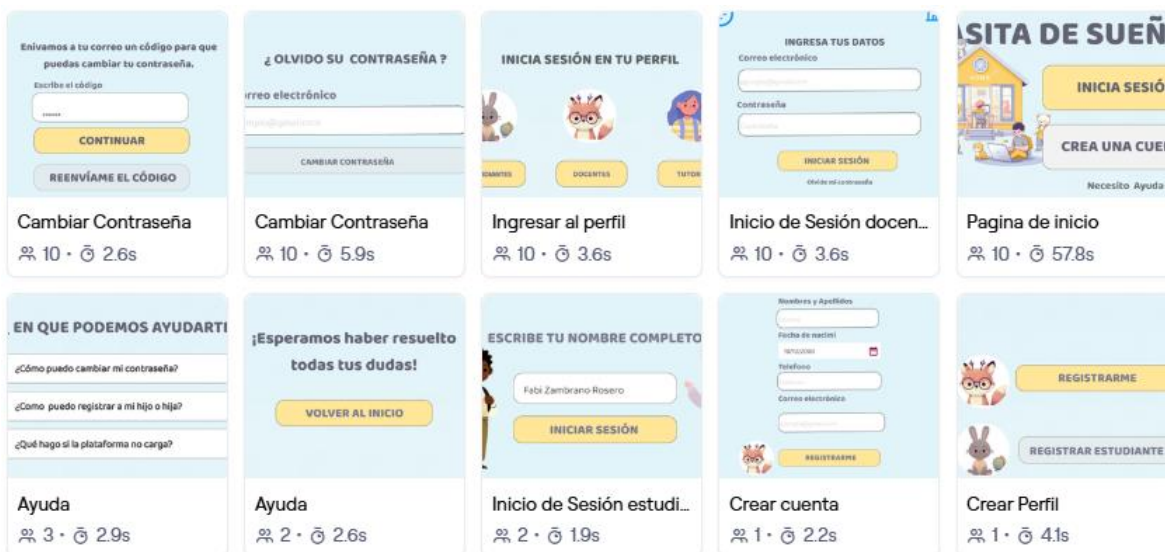 Enivamos a tu correo un código para que
puedas cambiar tu contraseña.
Escribe el código
CONTINUAR
REENVÍAME EL CÓDIGO
Cambiar Contraseña
10 · 2.6s
¿ OLVIDO SU CONTRASEÑA ?
rreo electrónico
CAMBIAR CONTRASEÑA
Cambiar Contraseña
10 · 5.9s
INICIA SESIÓN EN TU PERFIL
DIANTES
DOCENTES
TUTOR
Ingresar al perfil
10 · 3.6s
INGRESA TUS DATOS
Correo electrónico
Contraseña
INICIAR SESIÓN
Olvide mi contraseña
Inicio de Sesión docen...
10 · 3.6s
SITA DE SUEÑ
INICIA SESIÓ
CREA UNA CUE
Necesito Ayuda
Pagina de inicio
10 · 57.8s
EN QUE PODEMOS AYUDARTE
¿Cómo puedo cambiar mi contraseña?
¿Como puedo registrar a mi hijo o hija?
¿Qué hago si la plataforma no carga?
Ayuda
3 · 2.9s
¡Esperamos haber resuelto
todas tus dudas!
VOLVER AL INICIO
Ayuda
2 · 2.6s
ESCRIBE TU NOMBRE COMPLETO
Fabi Zambrano Rosero
INICIAR SESIÓN
Inicio de Sesión estudi...
2 · 1.9s
Nombres y Apellidos
Fecha de nacimi
Telefono
Correo electrónico
REGISTRARME
Crear cuenta
1 · 2.2s
REGISTRARME
REGISTRAR ESTUDIANTE
Crear Perfil
1 · 4.1s